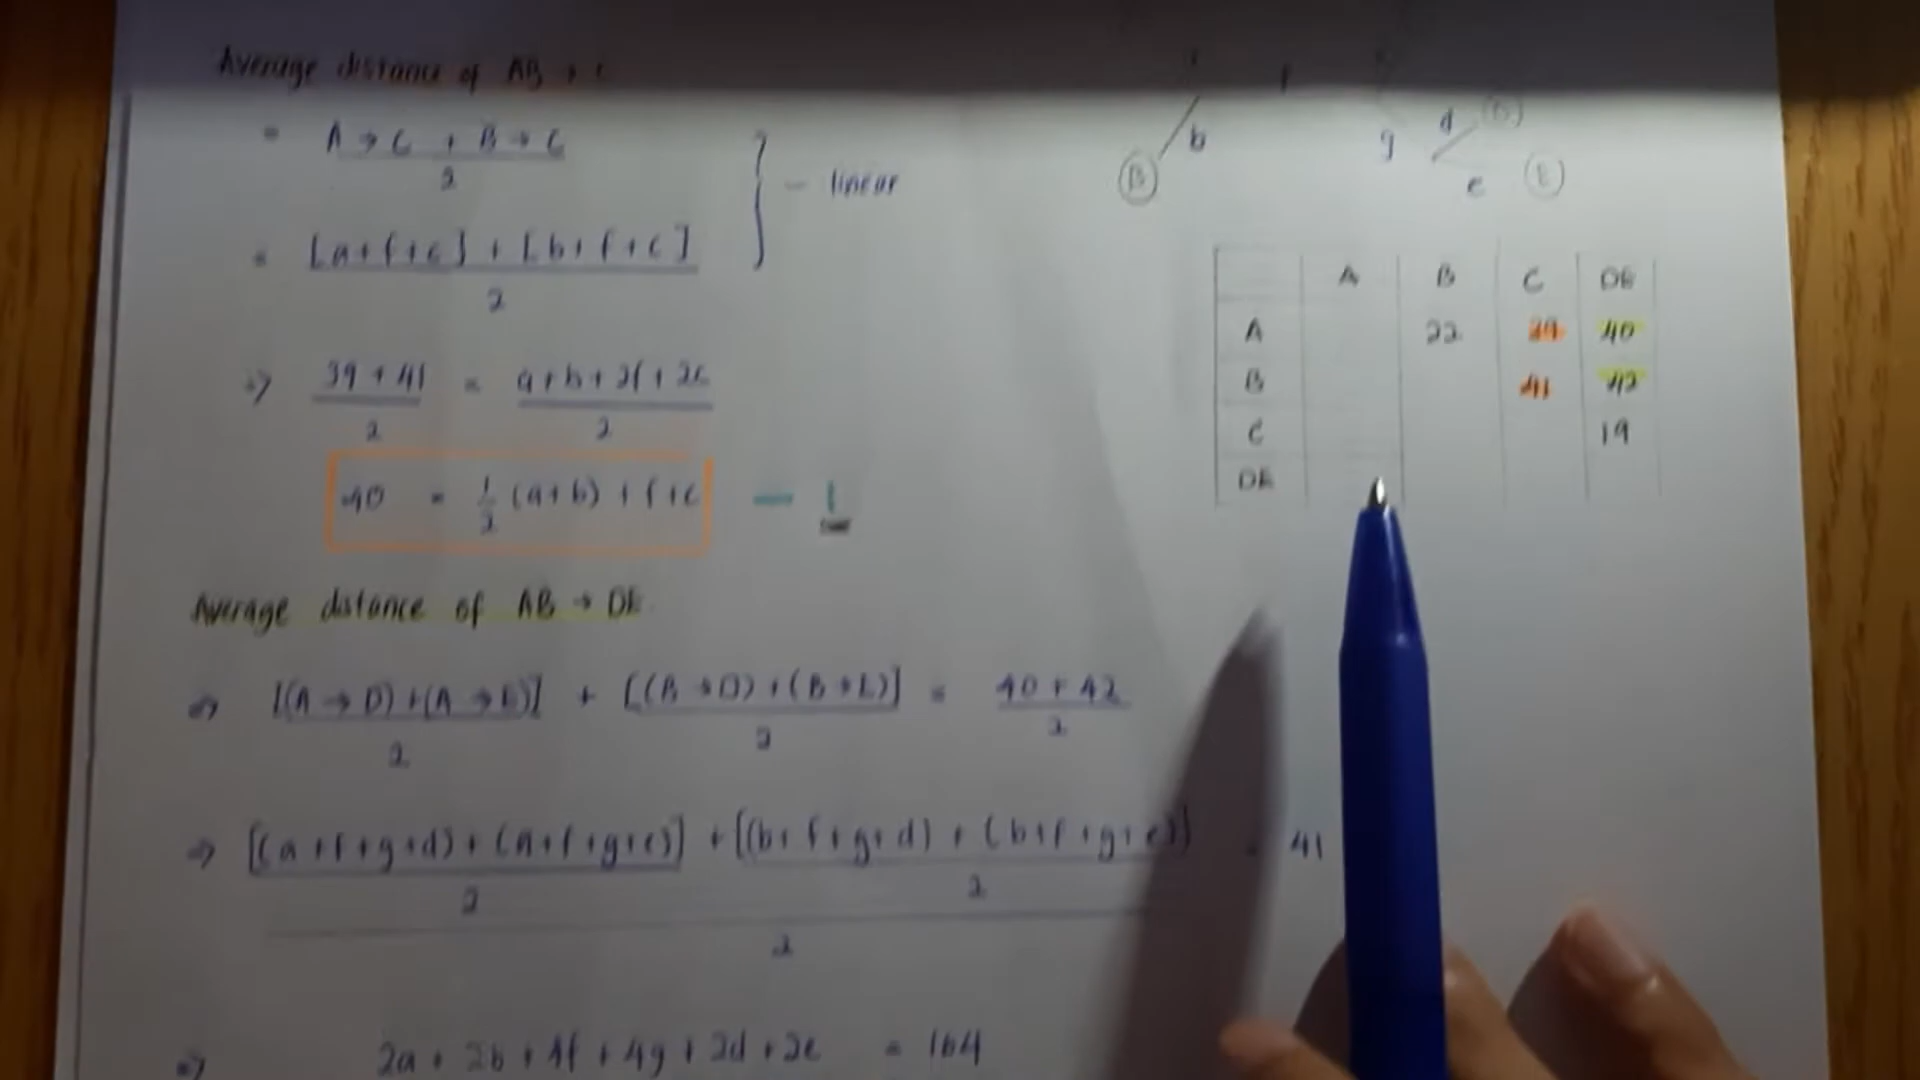 Average distance of AB →
= A → C + B → C
2
= [a+f+c] + [b+f+c]
2
} - linear
⇒ 39 + 41 = a+b+2f+2c
2 2
40 = 1/2 (a+b) + f+c — 1
Average distance of AB → DE
⇒ [(A → D)+(A → E)] + [(B → D)+(B → E)] = 40 + 42
2 2 2
⇒ [(a+f+g+d)+(a+f+g+e)] + [(b+f+g+d) + (b+f+g+e)] = 41
2 2
2
⇒ 2a + 2b + 4f + 4g + 2d + 2e = 164
b g d D
B e E
A B C DE
A 22 39 40
B 41 42
C 19
DE